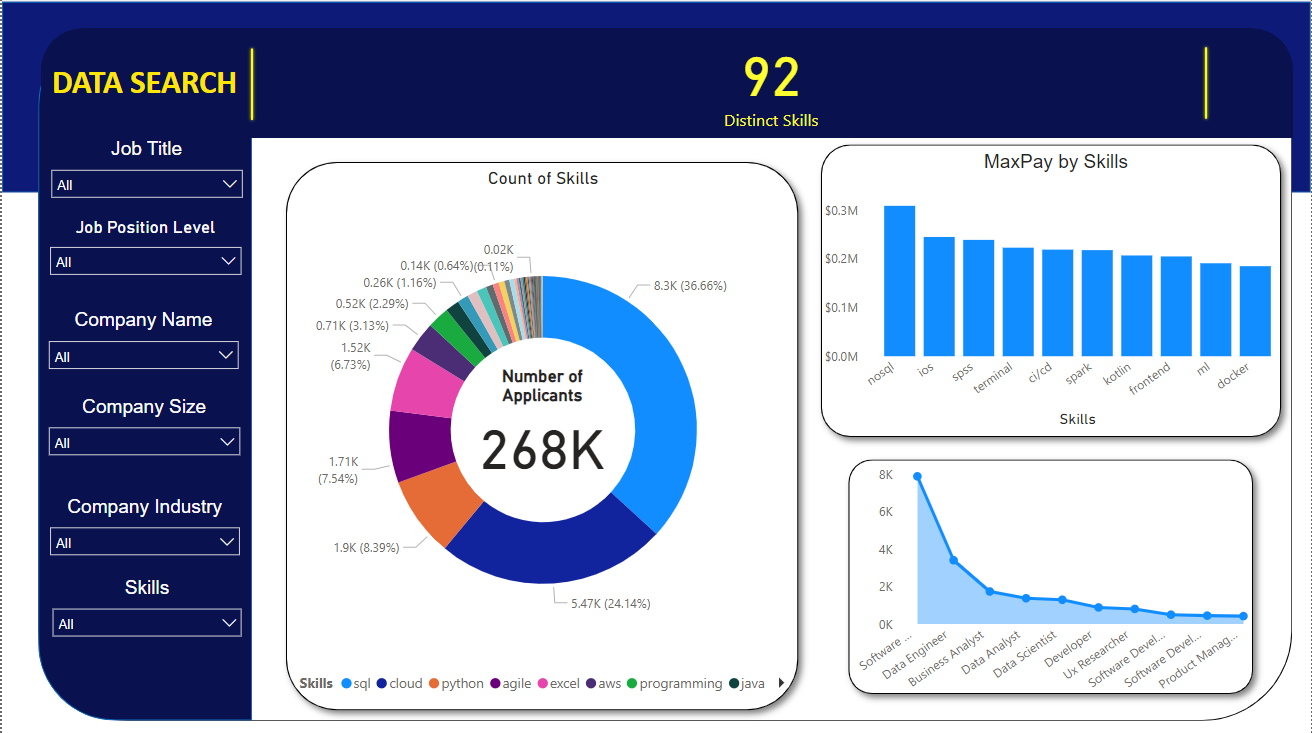 DATA SEARCH
92
Distinct Skills
Job Title
All
Job Position Level
All
Company Name
All
Company Size
All
Company Industry
All
Skills
All
Count of Skills
0.02K
(0.11%)
0.14K (0.64%)
0.26K (1.16%)
0.52K (2.29%)
0.71K (3.13%)
1.52K
(6.73%)
1.71K
(7.54%)
1.9K (8.39%)
5.47K (24.14%)
8.3K (36.66%)
Number of
Applicants
268K
Skills sql cloud python agile excel aws programming java
MaxPay by Skills
$0.3M
$0.2M
$0.1M
$0.0M
nosql
ios
spss
terminal
ci/cd
spark
kotlin
frontend
ml
docker
Skills
8K
6K
4K
2K
0K
Software ...
Data Engineer
Business Analyst
Data Analyst
Data Scientist
Developer
Ux Researcher
Software Devel...
Software Devel...
Product Manag...